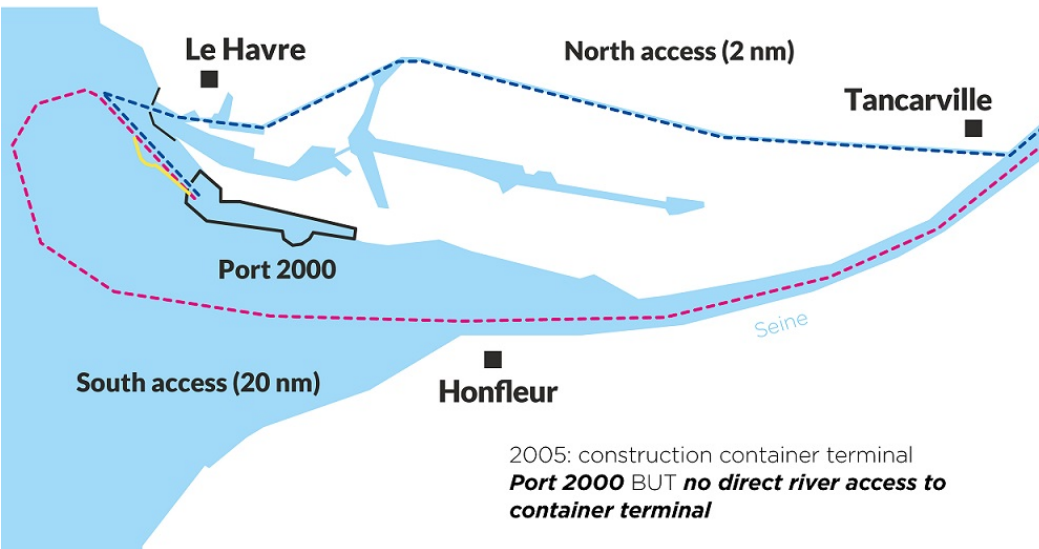 Le Havre
North access (2 nm)
Tancarville
Port 2000
Seine
South access (20 nm)
Honfleur
2005: construction container terminal
Port 2000 BUT no direct river access to
container terminal